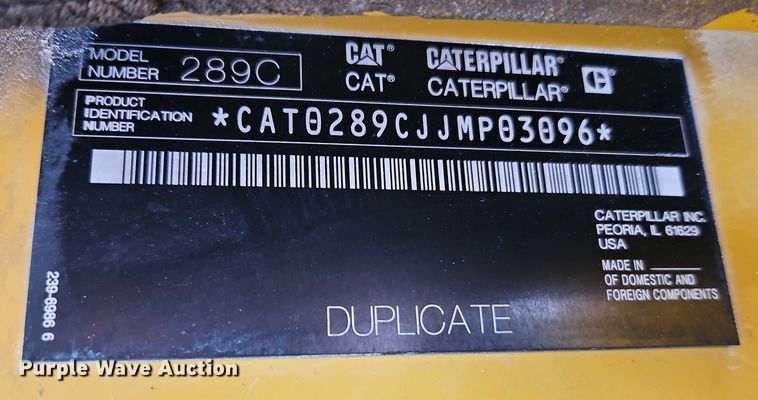 MODEL
NUMBER
289C
CAT® CATERPILLAR® C
CAT® CATERPILLAR®
PRODUCT
IDENTIFICATION
NUMBER
*CAT0289CJJMP03096*
CATERPILLAR INC.
PEORIA, IL 61629
USA
MADE IN ______
OF DOMESTIC AND
FOREIGN COMPONENTS
239-6986 6
DUPLICATE
Purple Wave Auction